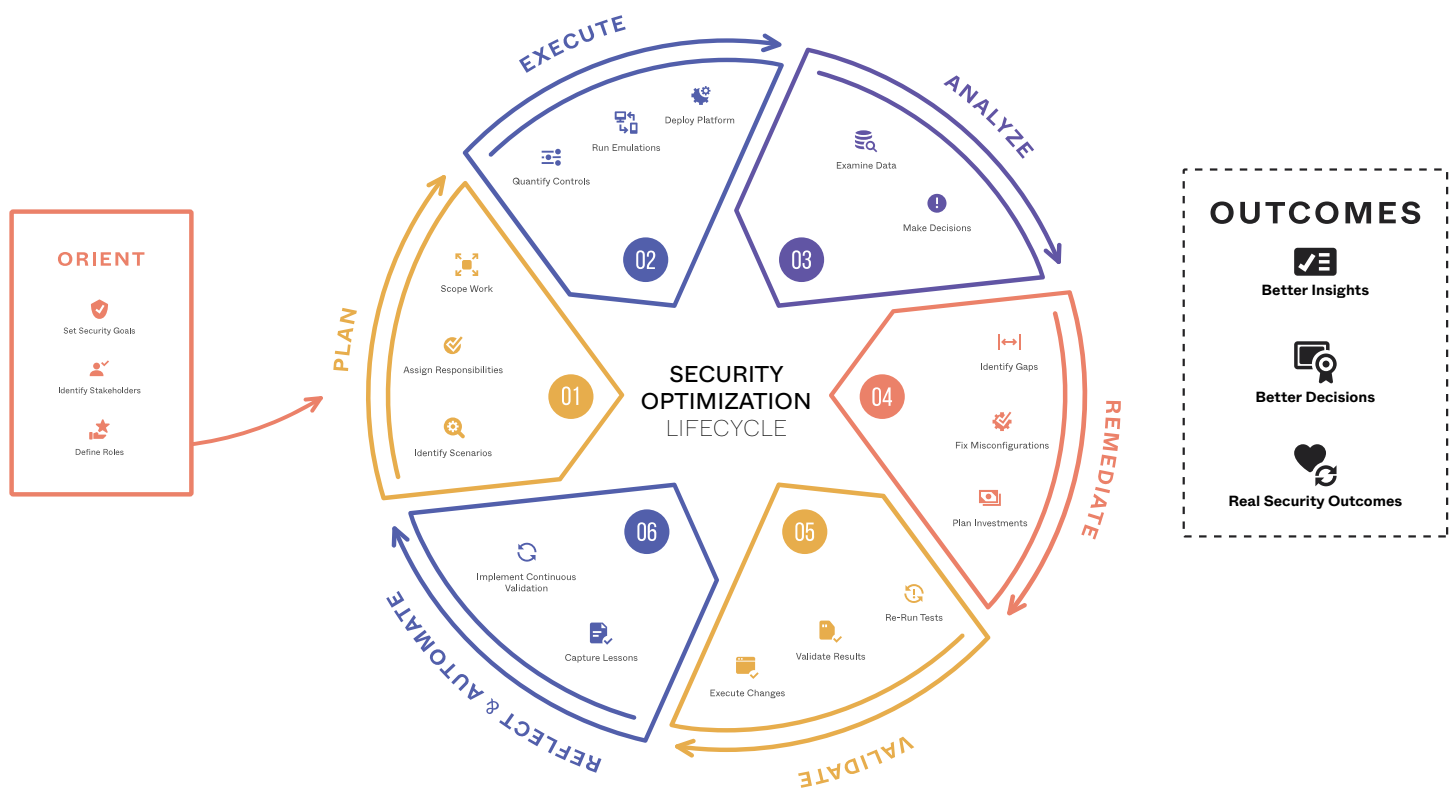 ORIENT
Set Security Goals
Identify Stakeholders
Define Roles
PLAN
Scope Work
Assign Responsibilities
Identify Scenarios
01
EXECUTE
Deploy Platform
Run Emulations
Quantify Controls
02
ANALYZE
Examine Data
Make Decisions
03
SECURITY
OPTIMIZATION
LIFECYCLE
REMEDIATE
Identify Gaps
Fix Misconfigurations
Plan Investments
04
VALIDATE
Re-Run Tests
Validate Results
Execute Changes
05
REFLECT & AUTOMATE
Implement Continuous
Validation
Capture Lessons
06
OUTCOMES
Better Insights
Better Decisions
Real Security Outcomes